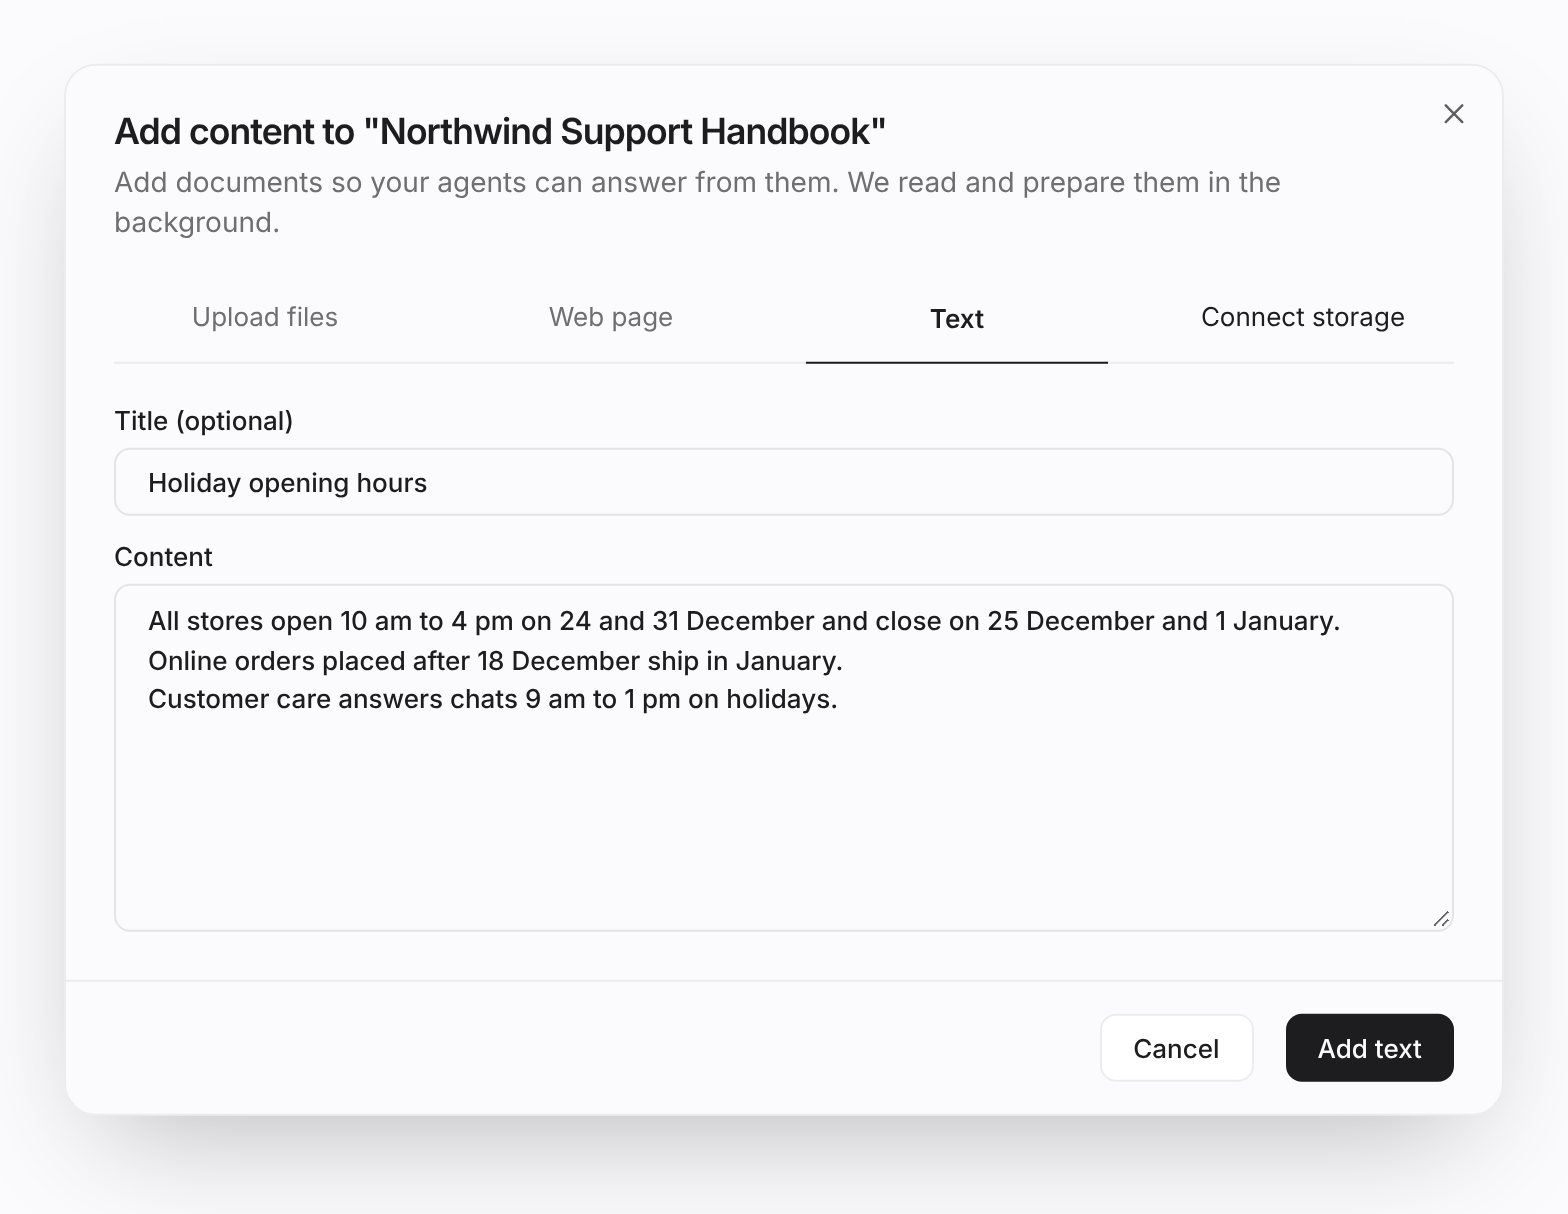 Add content to "Northwind Support Handbook"
Add documents so your agents can answer from them. We read and prepare them in the
background.
Upload files
Web page
Text
Connect storage
Title (optional)
Holiday opening hours
Content
All stores open 10 am to 4 pm on 24 and 31 December and close on 25 December and 1 January.
Online orders placed after 18 December ship in January.
Customer care answers chats 9 am to 1 pm on holidays.
Cancel
Add text